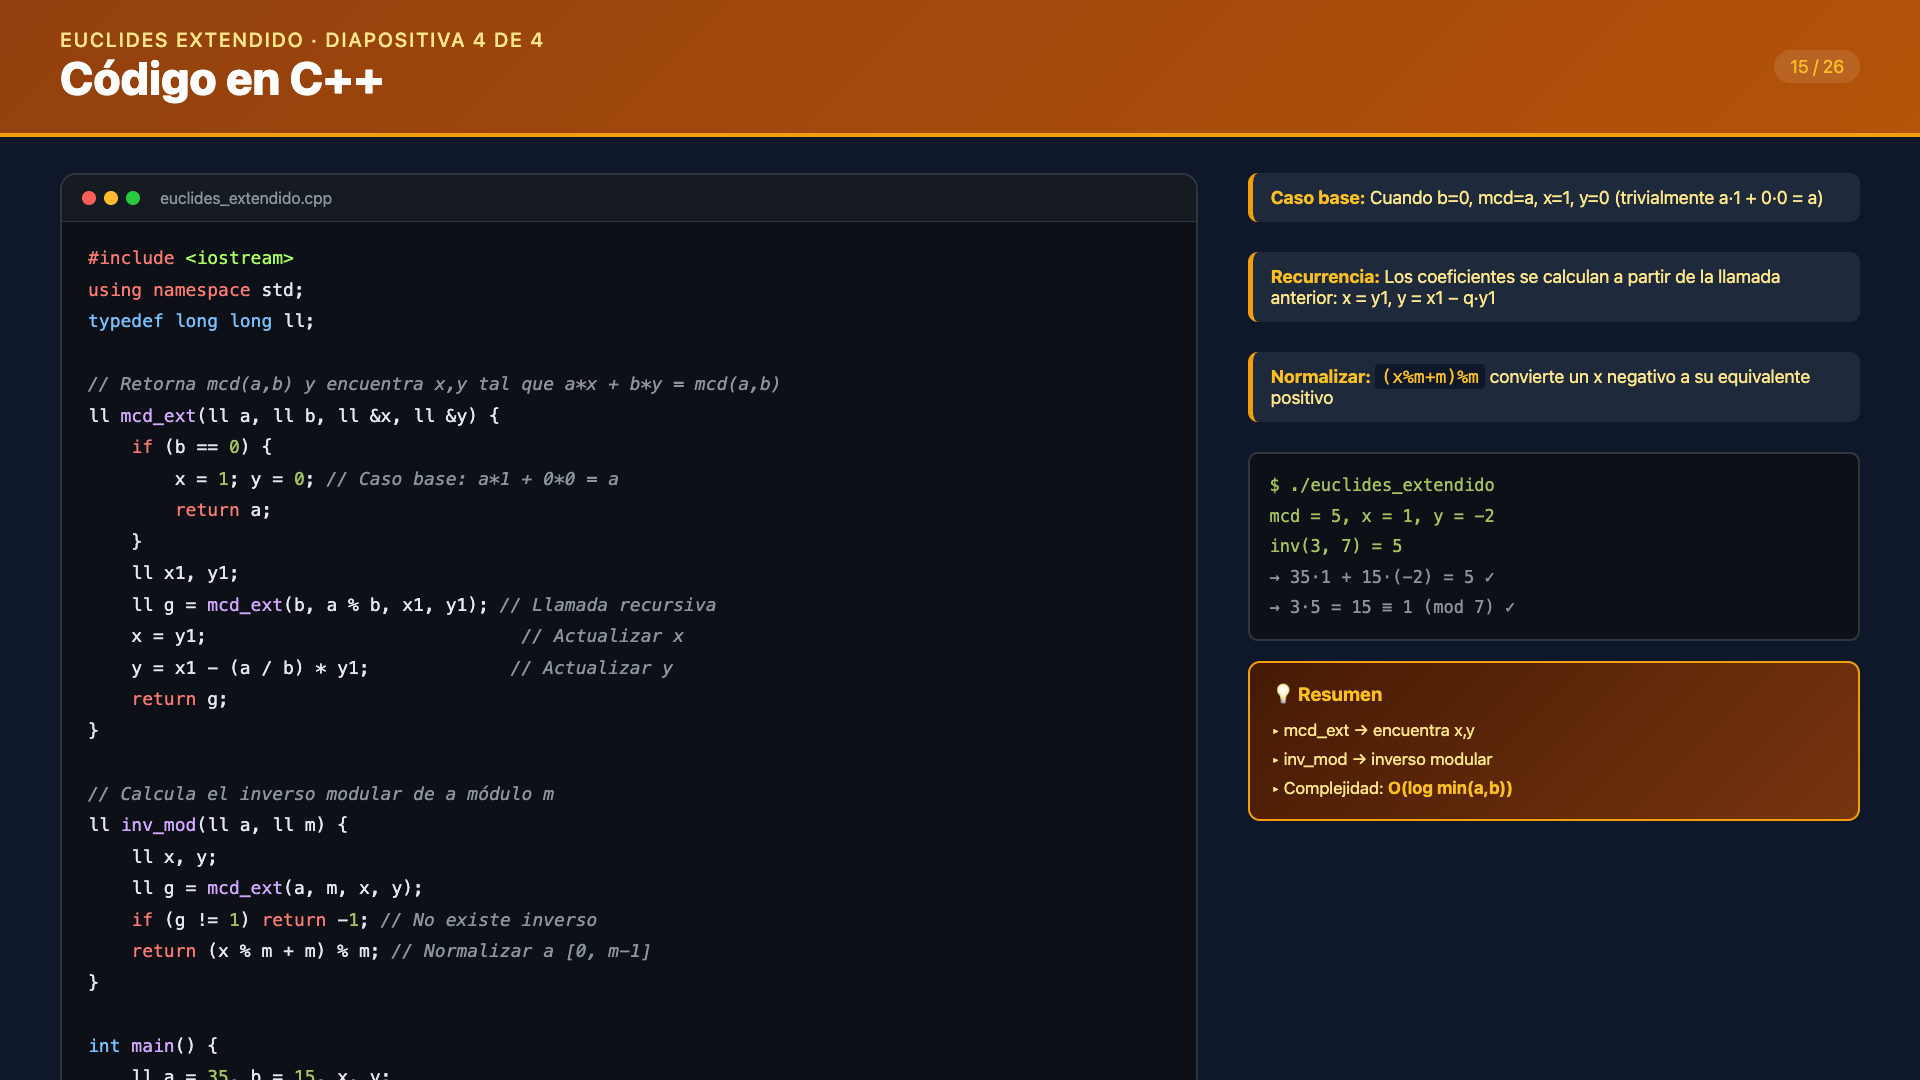 EUCLIDES EXTENDIDO · DIAPOSITIVA 4 DE 4
Código en C++
15 / 26
euclides_extendido.cpp
#include <iostream>
using namespace std;
typedef long long ll;
// Retorna mcd(a,b) y encuentra x,y tal que a*x + b*y = mcd(a,b)
ll mcd_ext(ll a, ll b, ll &x, ll &y) {
    if (b == 0) {
        x = 1; y = 0; // Caso base: a*1 + 0*0 = a
        return a;
    }
    ll x1, y1;
    ll g = mcd_ext(b, a % b, x1, y1); // Llamada recursiva
    x = y1;                             // Actualizar x
    y = x1 − (a / b) * y1;             // Actualizar y
    return g;
}
// Calcula el inverso modular de a módulo m
ll inv_mod(ll a, ll m) {
    ll x, y;
    ll g = mcd_ext(a, m, x, y);
    if (g != 1) return −1; // No existe inverso
    return (x % m + m) % m; // Normalizar a [0, m−1]
}
int main() {
    ll a = 35, b = 15, x, y;
Caso base: Cuando b=0, mcd=a, x=1, y=0 (trivialmente a·1 + 0·0 = a)
Recurrencia: Los coeficientes se calculan a partir de la llamada
anterior: x = y1, y = x1 − q·y1
Normalizar: (x%m+m)%m convierte un x negativo a su equivalente
positivo
$ ./euclides_extendido
mcd = 5, x = 1, y = −2
inv(3, 7) = 5
→ 35·1 + 15·(−2) = 5 ✓
→ 3·5 = 15 ≡ 1 (mod 7) ✓
💡 Resumen
‣ mcd_ext → encuentra x,y
‣ inv_mod → inverso modular
‣ Complejidad: O(log min(a,b))